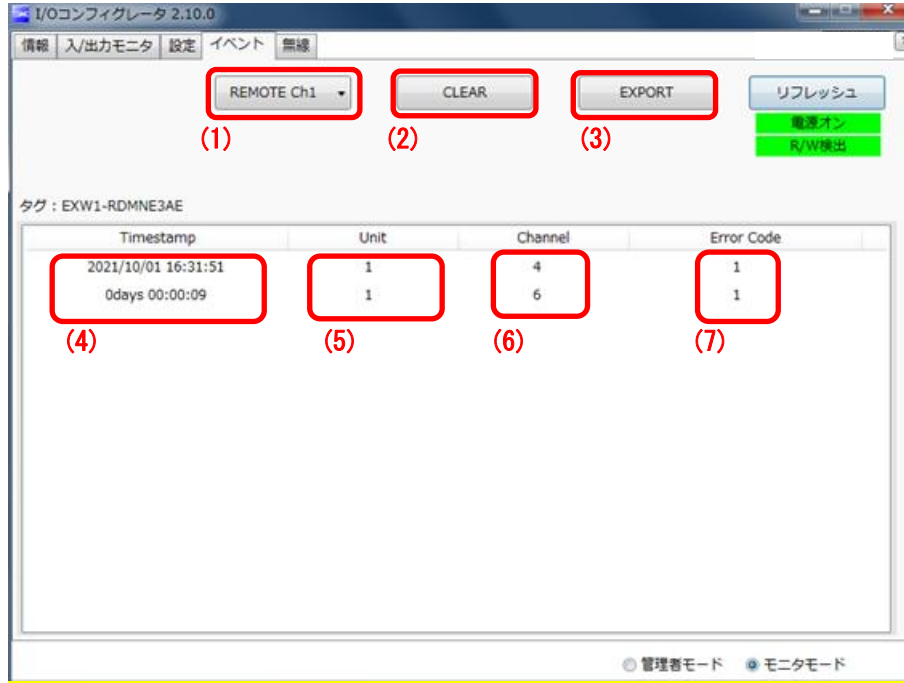 I/Oコンフィグレータ 2.10.0
情報 入/出力モニタ 設定 イベント 無線
REMOTE Ch1 CLEAR EXPORT リフレッシュ
(1) (2) (3) 電源オン
R/W検出
タグ : EXW1-RDMNE3AE
Timestamp Unit Channel Error Code
2021/10/01 16:31:51 1 4 1
0days 00:00:09 1 6 1
(4) (5) (6) (7)
管理者モード モニタモード